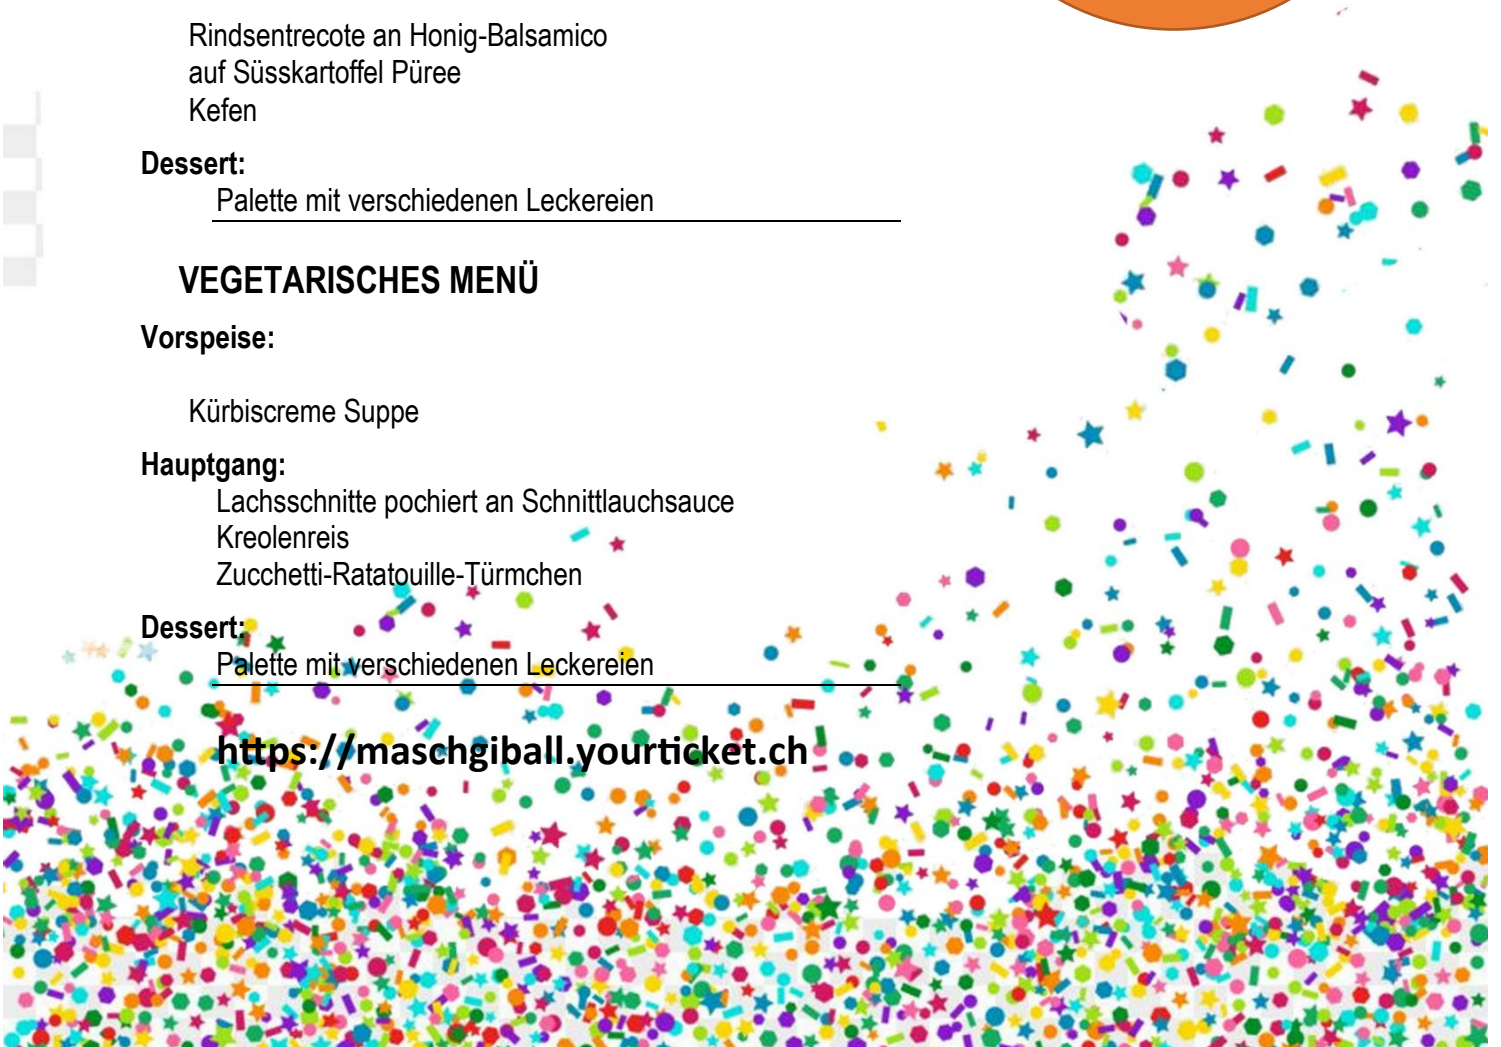 Rindsentrecote an Honig-Balsamico
auf Süsskartoffel Püree
Kefen
Dessert:
Palette mit verschiedenen Leckereien
VEGETARISCHES MENÜ
Vorspeise:
Kürbiscreme Suppe
Hauptgang:
Lachsschnitte pochiert an Schnittlauchsauce
Kreolenreis
Zucchetti-Ratatouille-Türmchen
Dessert:
Palette mit verschiedenen Leckereien
https://maschgiball.yourticket.ch